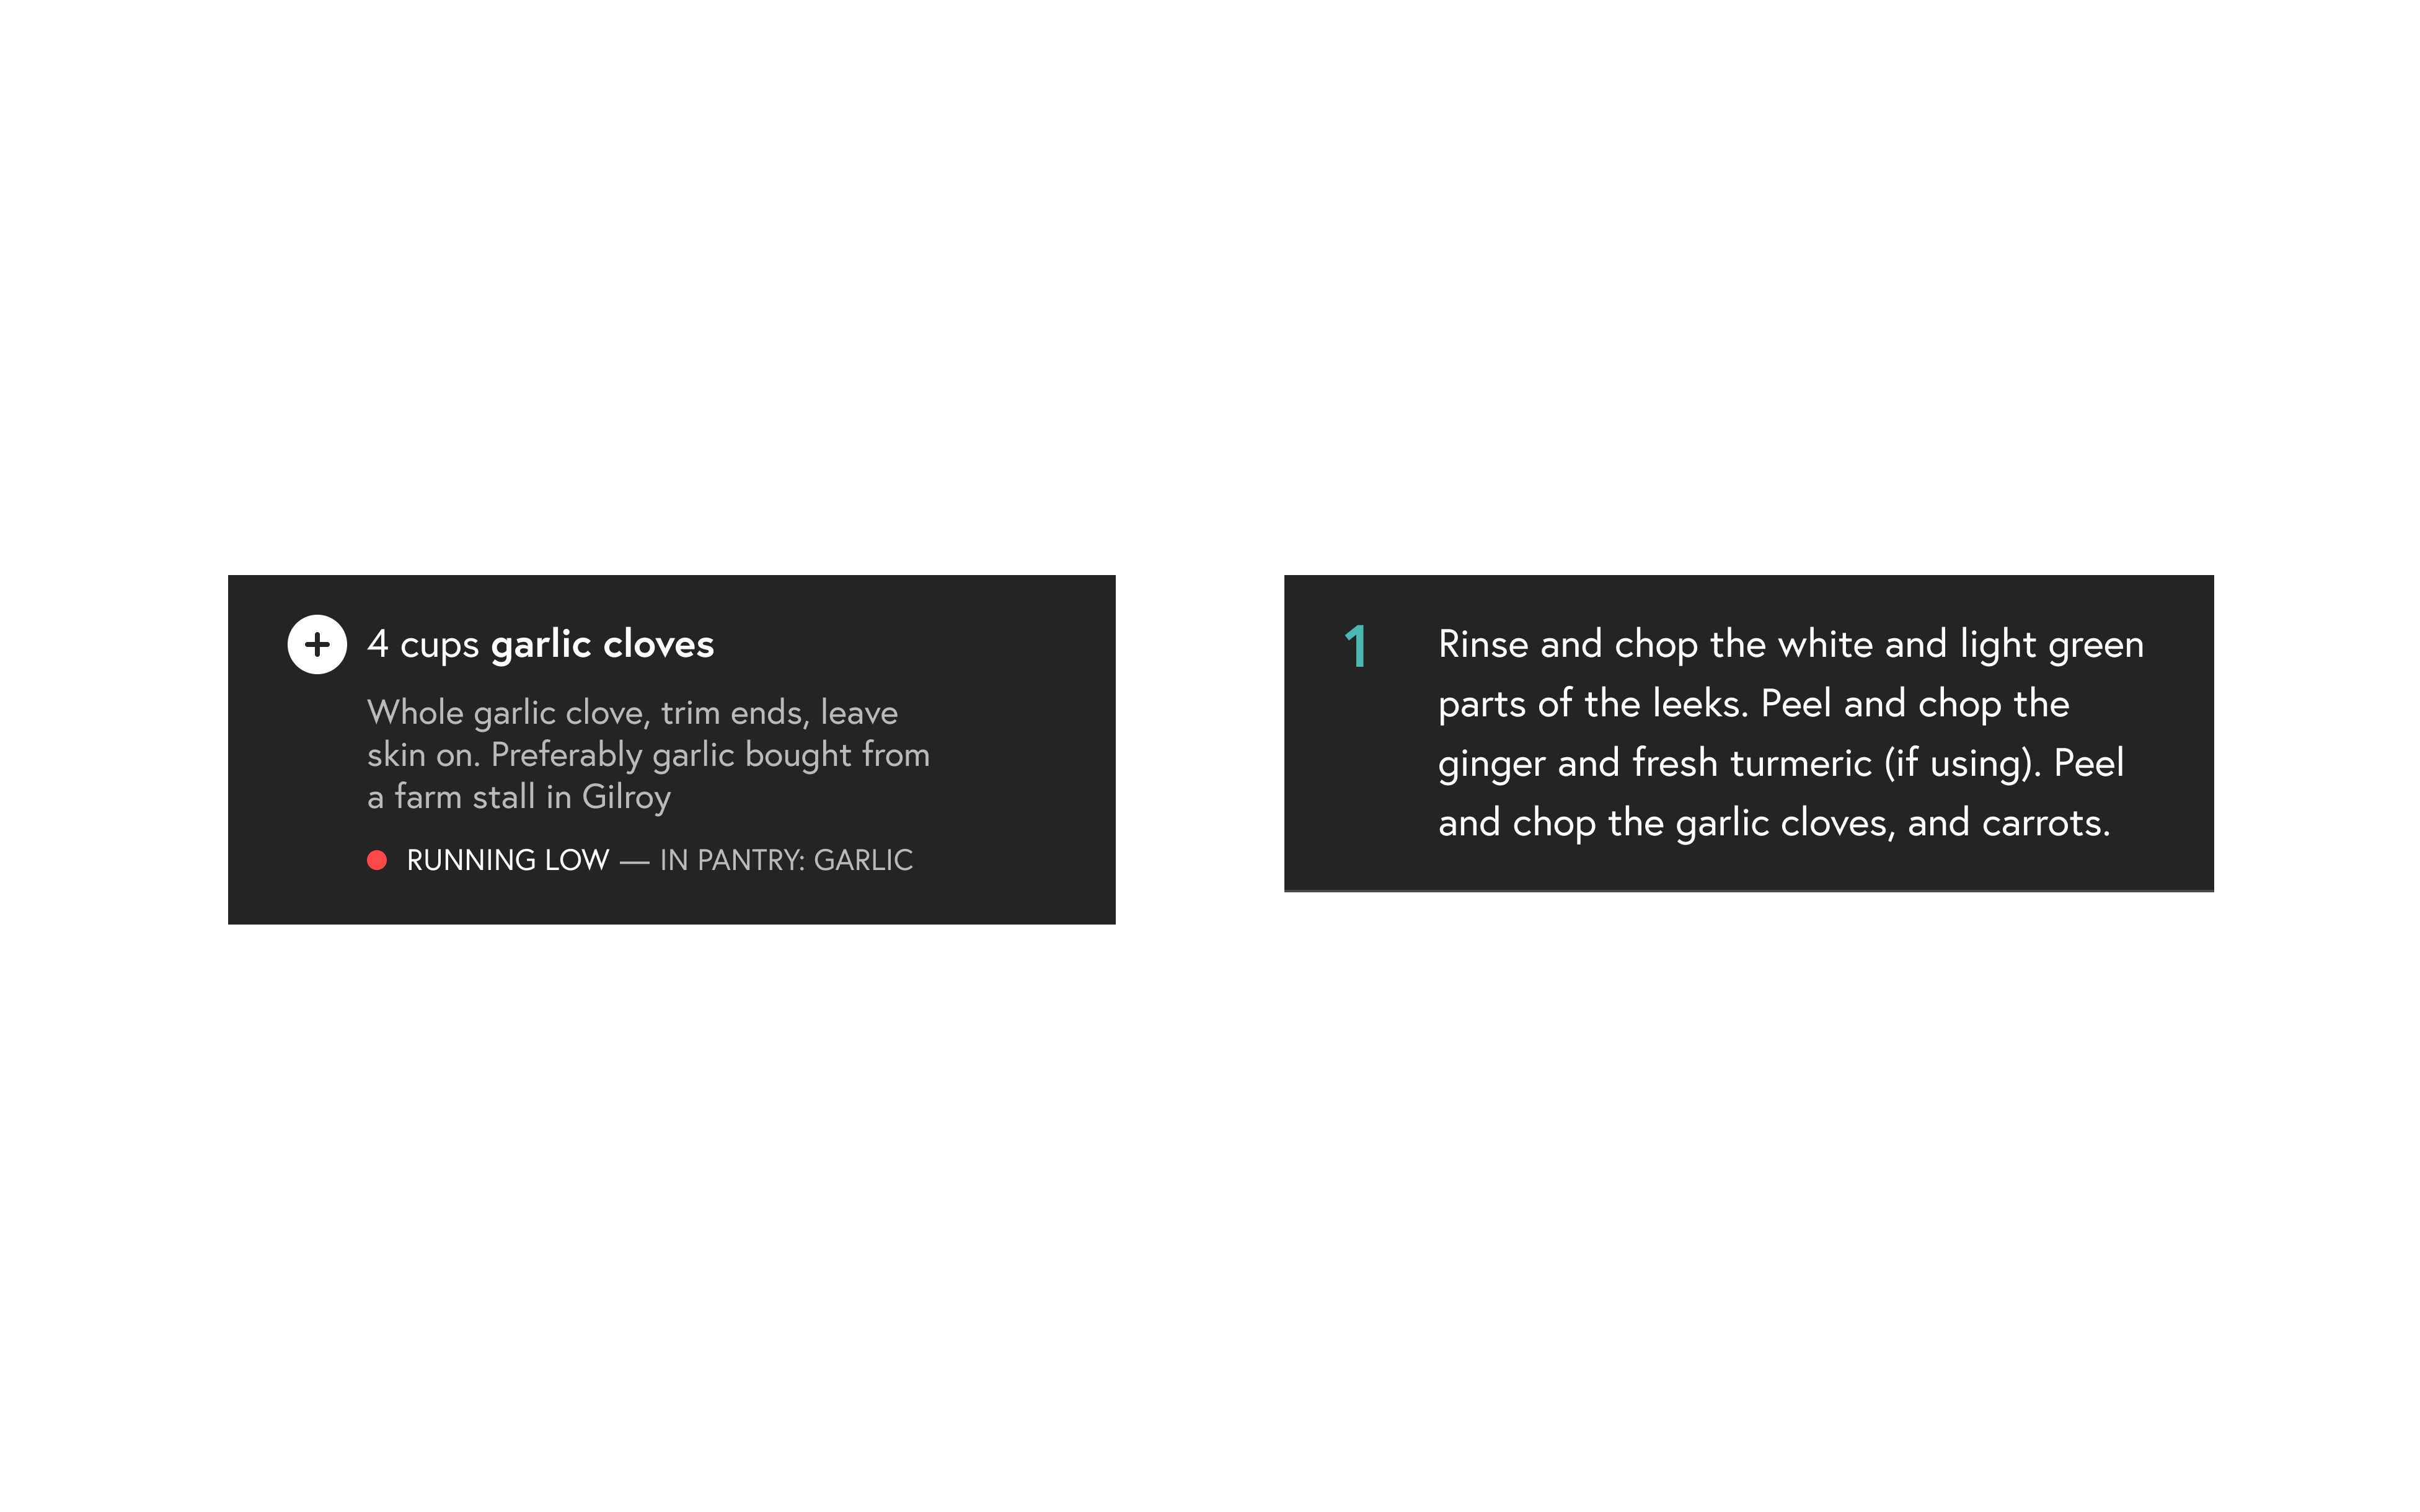 4 cups garlic cloves
Whole garlic clove, trim ends, leave
skin on. Preferably garlic bought from
a farm stall in Gilroy
RUNNING LOW — IN PANTRY: GARLIC
1
Rinse and chop the white and light green
parts of the leeks. Peel and chop the
ginger and fresh turmeric (if using). Peel
and chop the garlic cloves, and carrots.